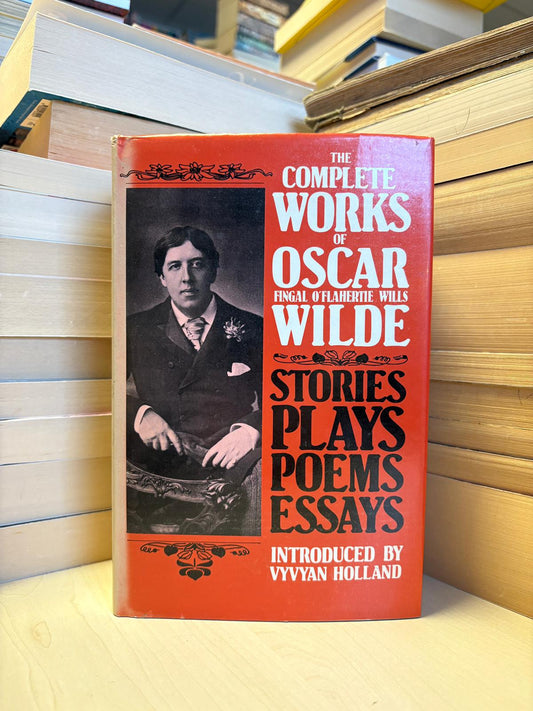 THE
COMPLETE
WORKS
OF
OSCAR
FINGAL O'FLAHERTIE WILLS
WILDE
STORIES
PLAYS
POEMS
ESSAYS
INTRODUCED BY
VYVYAN HOLLAND